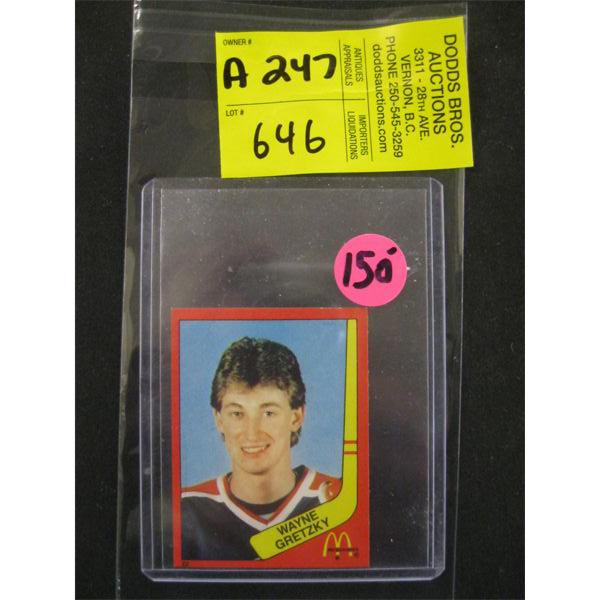 OWNER #
A 247
LOT #
646
ANTIQUES
APPRAISALS
IMPORTERS
LIQUIDATIONS
DODDS BROS.
AUCTIONS
3311 - 28TH AVE.
VERNON, B.C.
PHONE 250-545-3259
doddsauctions.com
150
WAYNE
GRETZKY